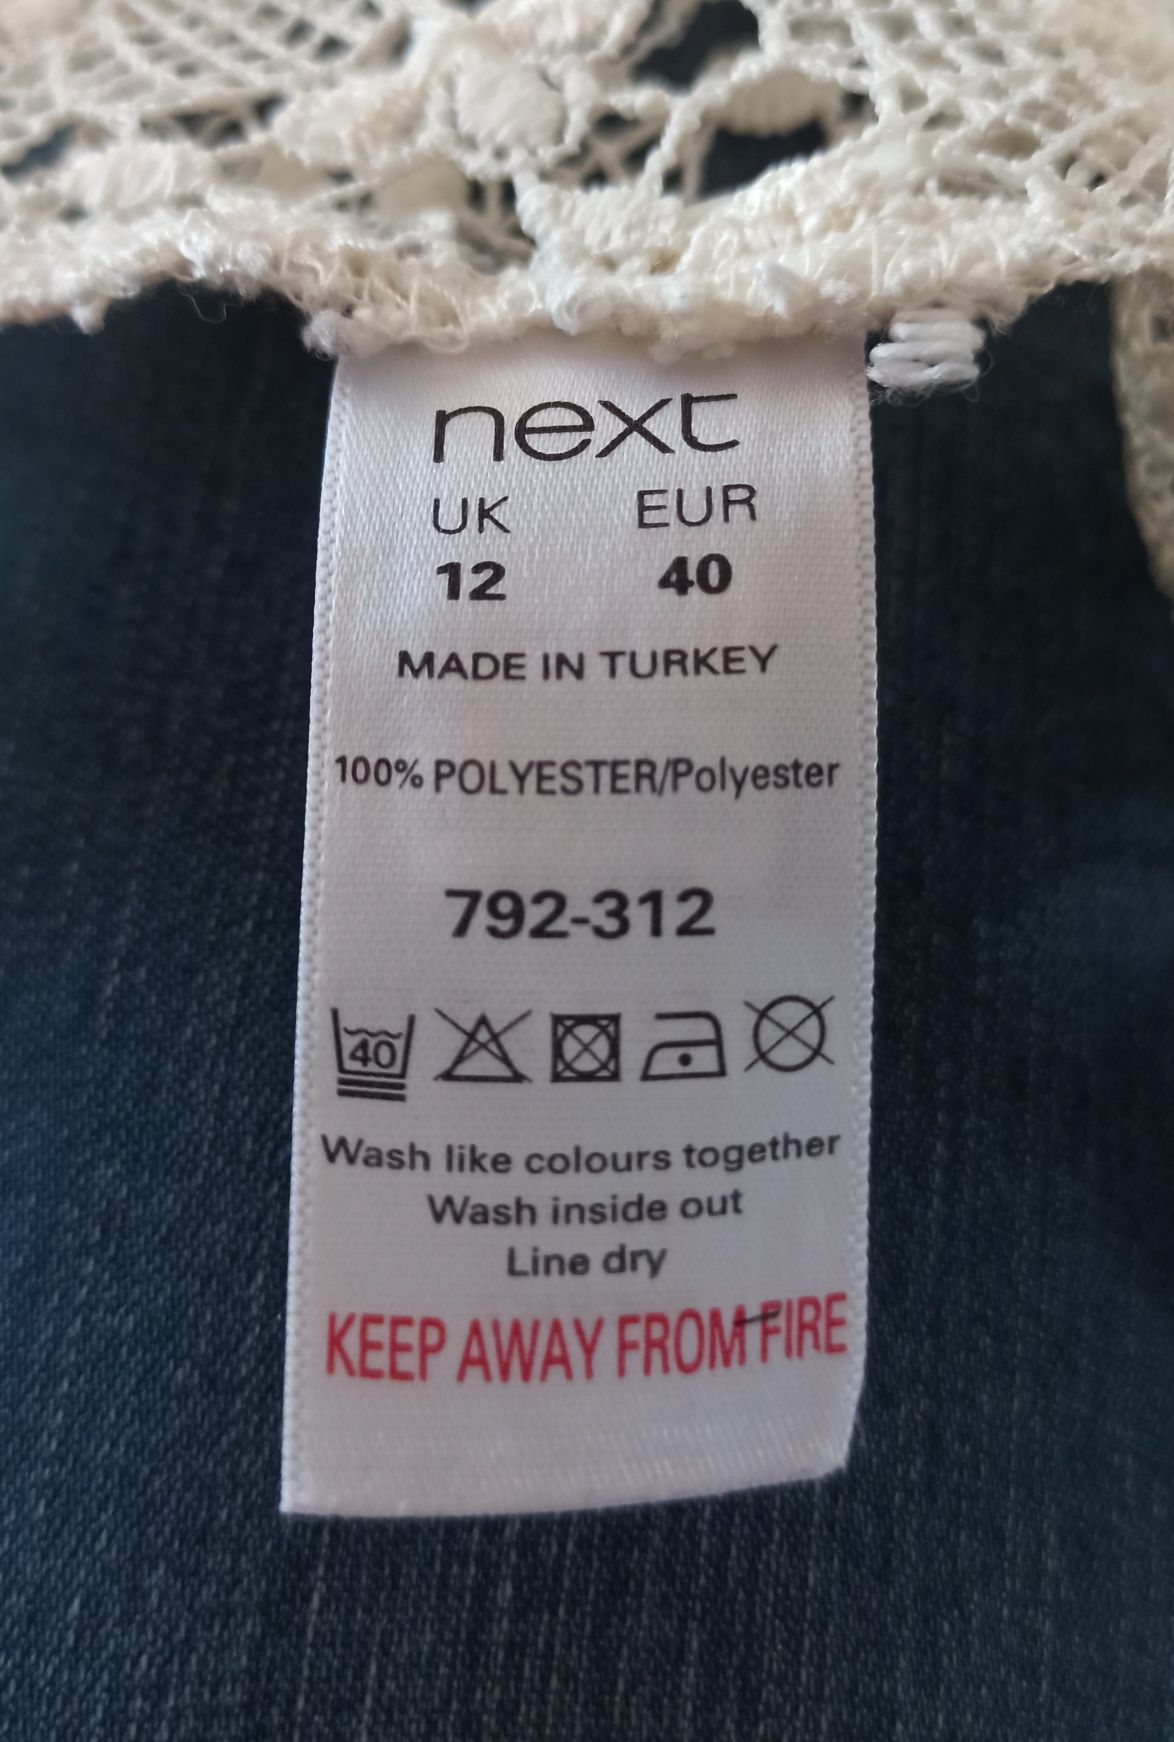 next
UK EUR
12 40
MADE IN TURKEY
100% POLYESTER/Polyester
792-312
40
Wash like colours together
Wash inside out
Line dry
KEEP AWAY FROM FIRE